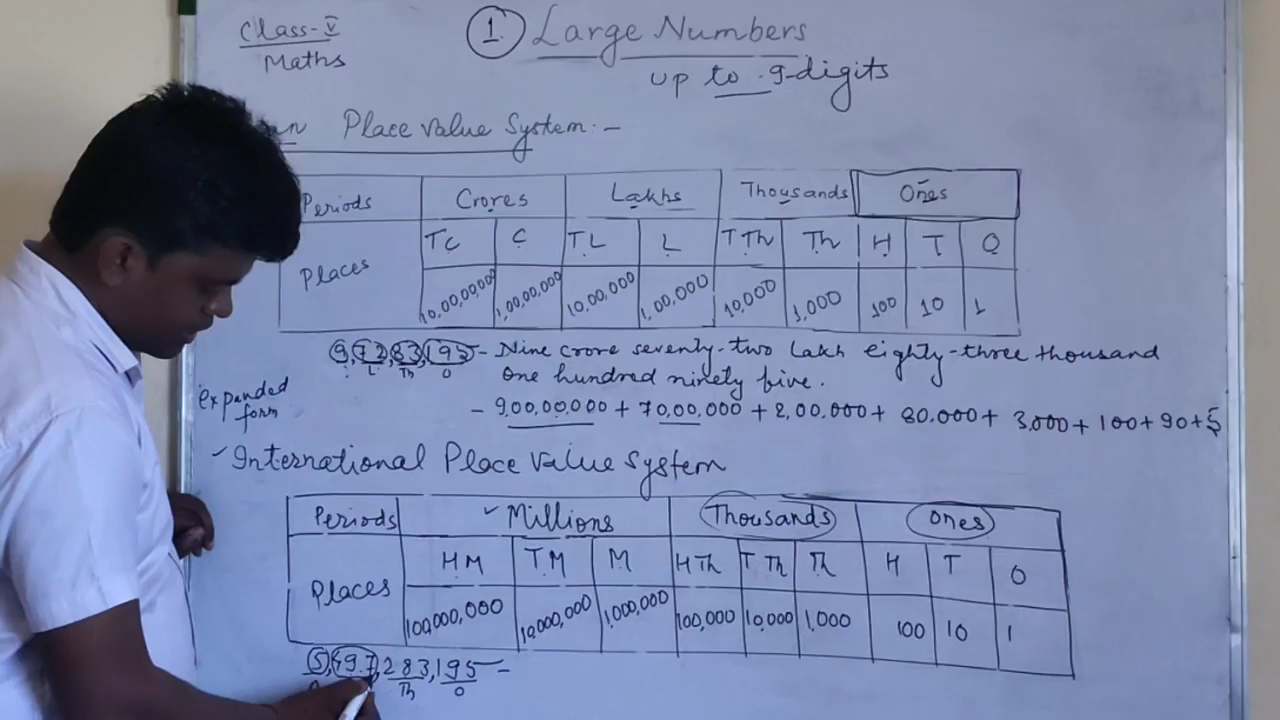 Class-V
Maths
1. Large Numbers
up to 9-digits
Place Value System:-
Periods Crores Lakhs Thousands Ones
Places TC C TL L T Th Th H T O
10,00,00,000 1,00,00,000 10,00,000 1,00,000 10,000 1,000 100 10 1
9,72,83,195 - Nine crore seventy-two lakh eighty-three thousand
L Th O
one hundred ninety five.
expanded
form
- 9,00,00,000 + 70,00,000 + 2,00,000 + 80,000 + 3,000 + 100 + 90 + 5
International Place Value System
Periods Millions Thousands Ones
Places HM TM M H Th T Th Th H T O
100,000,000 10,000,000 1,000,000 100,000 10,000 1,000 100 10 1
283,195 -
Th O